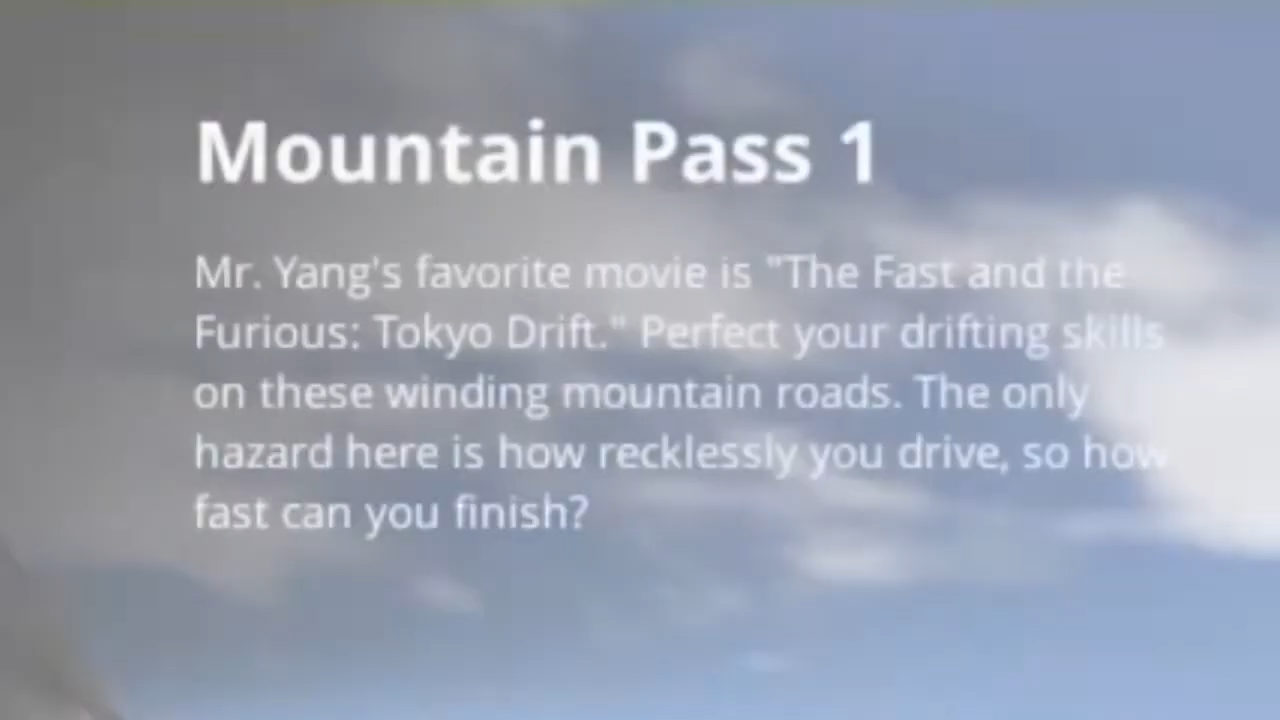 Mountain Pass 1
Mr. Yang's favorite movie is "The Fast and the
Furious: Tokyo Drift." Perfect your drifting skills
on these winding mountain roads. The only
hazard here is how recklessly you drive, so how
fast can you finish?